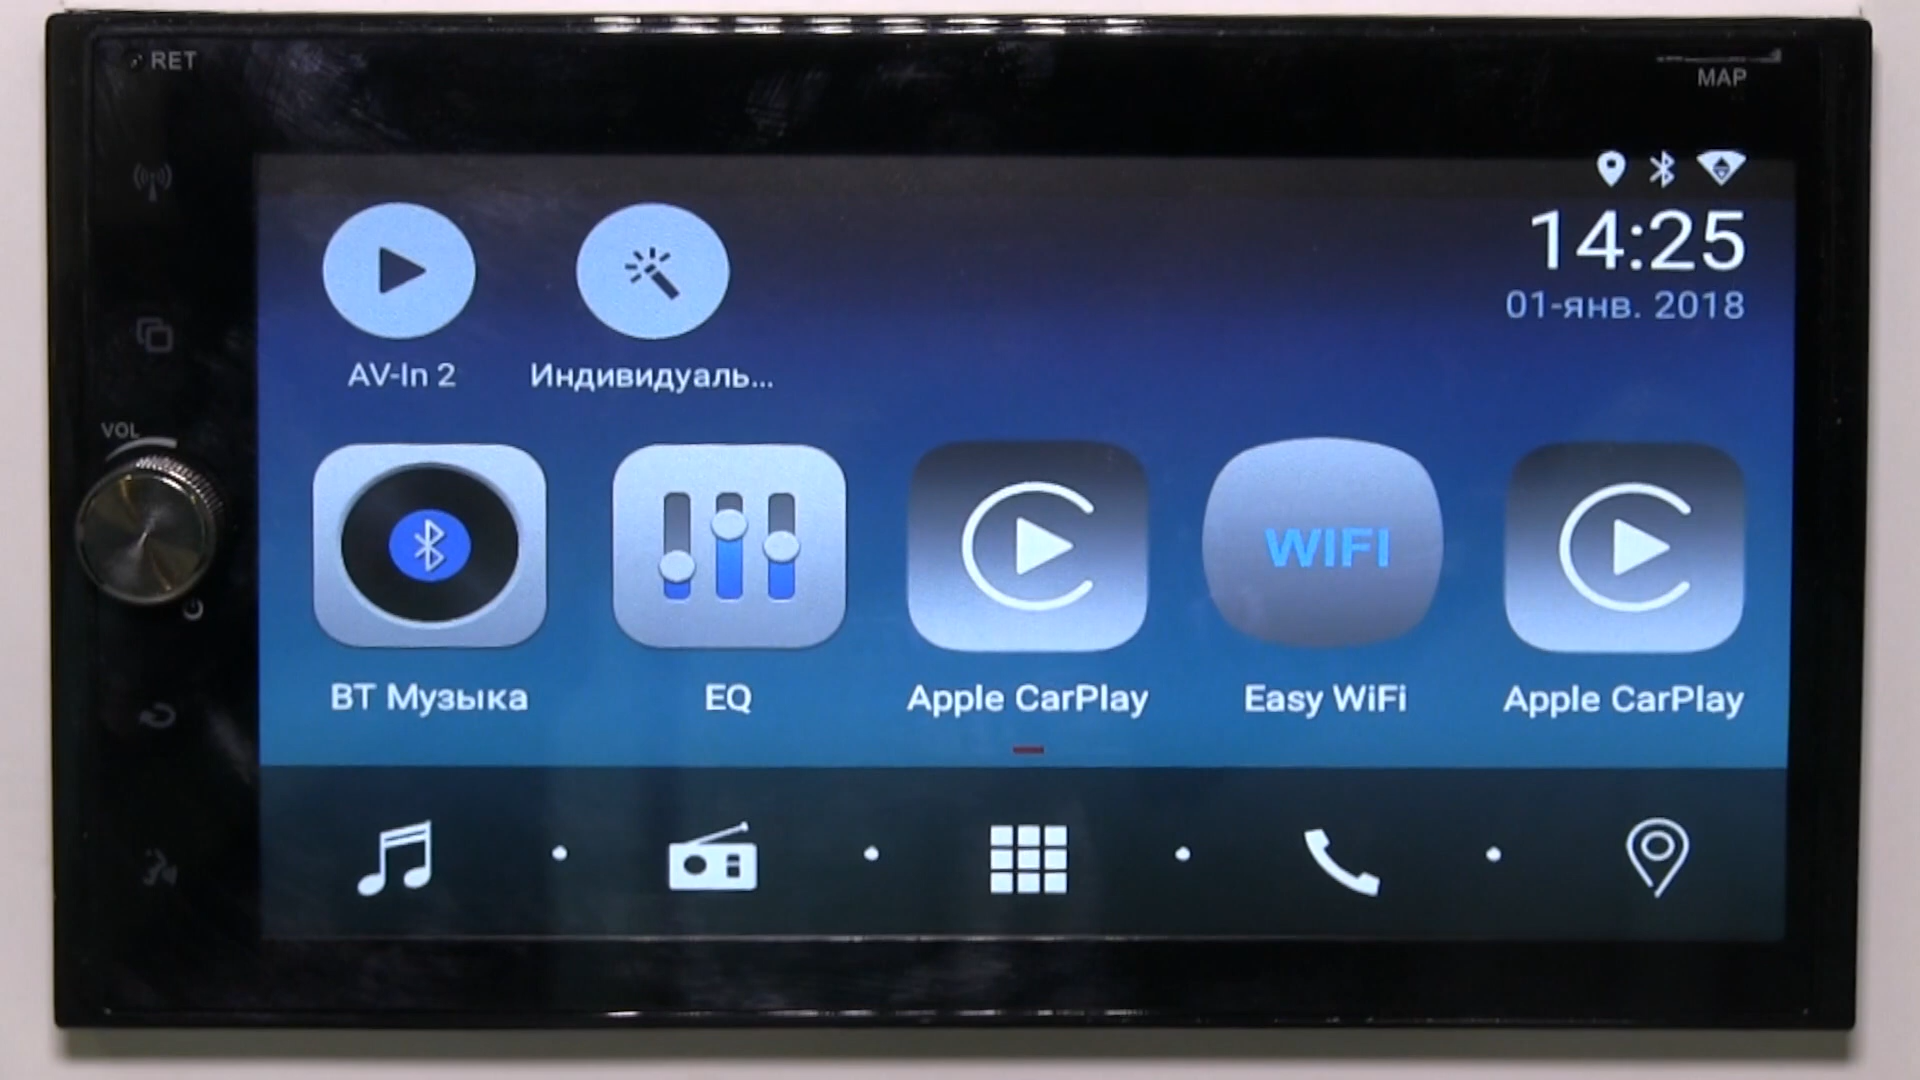 RET
MAP
14:25
01-янв. 2018
AV-In 2
Индивидуаль...
VOL
WIFI
BT Музыка
EQ
Apple CarPlay
Easy WiFi
Apple CarPlay